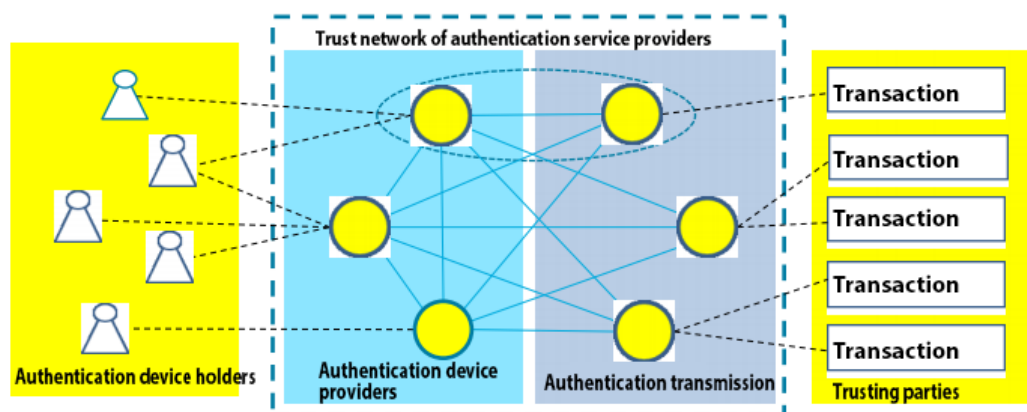 Trust network of authentication service providers
Transaction
Transaction
Transaction
Transaction
Transaction
Authentication device holders
Authentication device
providers
Authentication transmission
Trusting parties